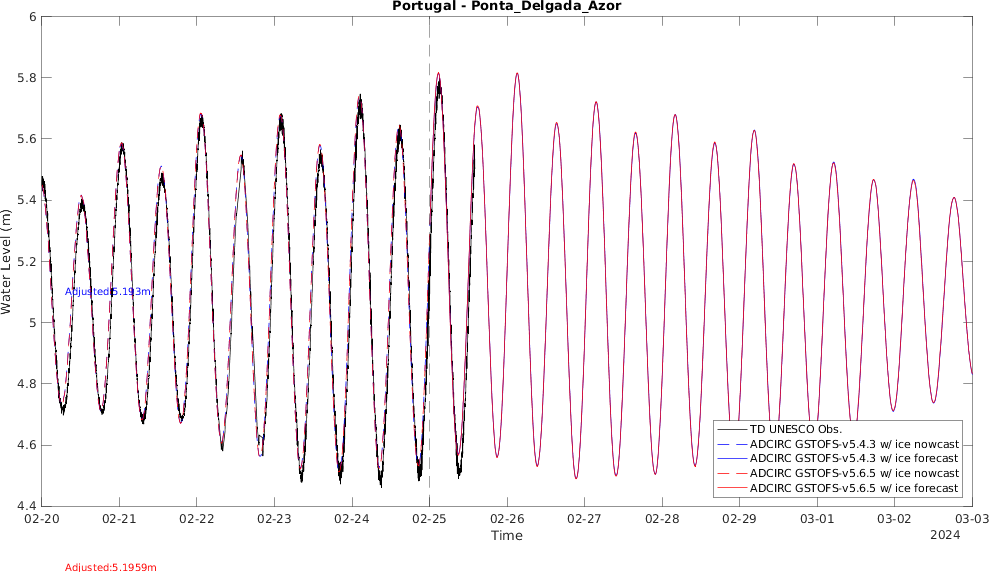 Portugal - Ponta_Delgada_Azor
6
5.8
5.6
5.4
5.2
5
4.8
4.6
4.4
Water Level (m)
Adjusted:5.193m
TD UNESCO Obs.
ADCIRC GSTOFS-v5.4.3 w/ ice nowcast
ADCIRC GSTOFS-v5.4.3 w/ ice forecast
ADCIRC GSTOFS-v5.6.5 w/ ice nowcast
ADCIRC GSTOFS-v5.6.5 w/ ice forecast
02-20 02-21 02-22 02-23 02-24 02-25 02-26 02-27 02-28 02-29 03-01 03-02 03-03
Time
2024
Adjusted:5.1959m